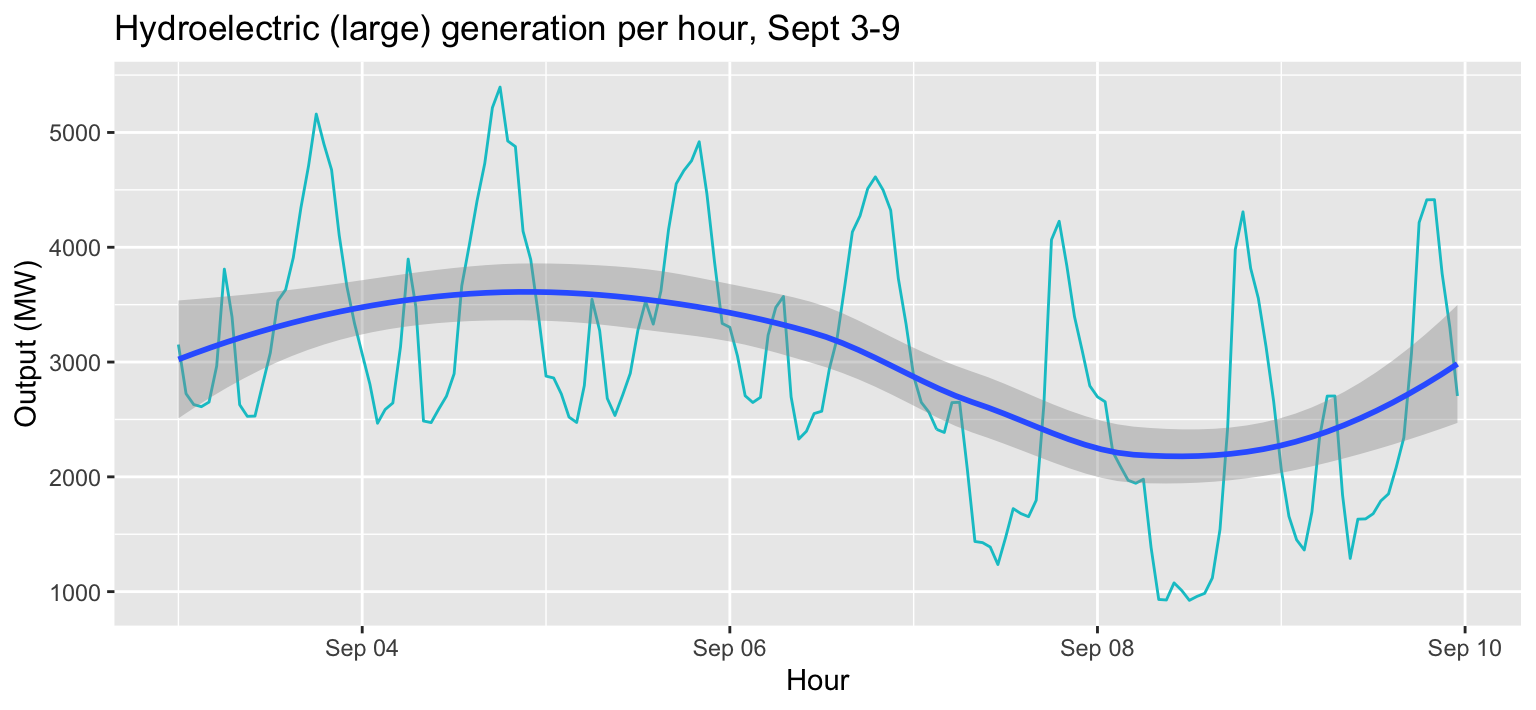 Hydroelectric (large) generation per hour, Sept 3-9
Output (MW)
5000
4000
3000
2000
1000
Sep 04 Sep 06 Sep 08 Sep 10
Hour